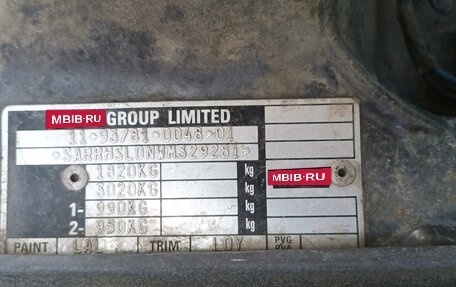 MBIB·RU GROUP LIMITED
11*93/81*0048*01
*SARRHSLDNWM329281*
1820KG kg
3020KG kg MBIB·RU
1- 990KG kg
2- 950KG kg
PAINT LAL TRIM LOY PVG